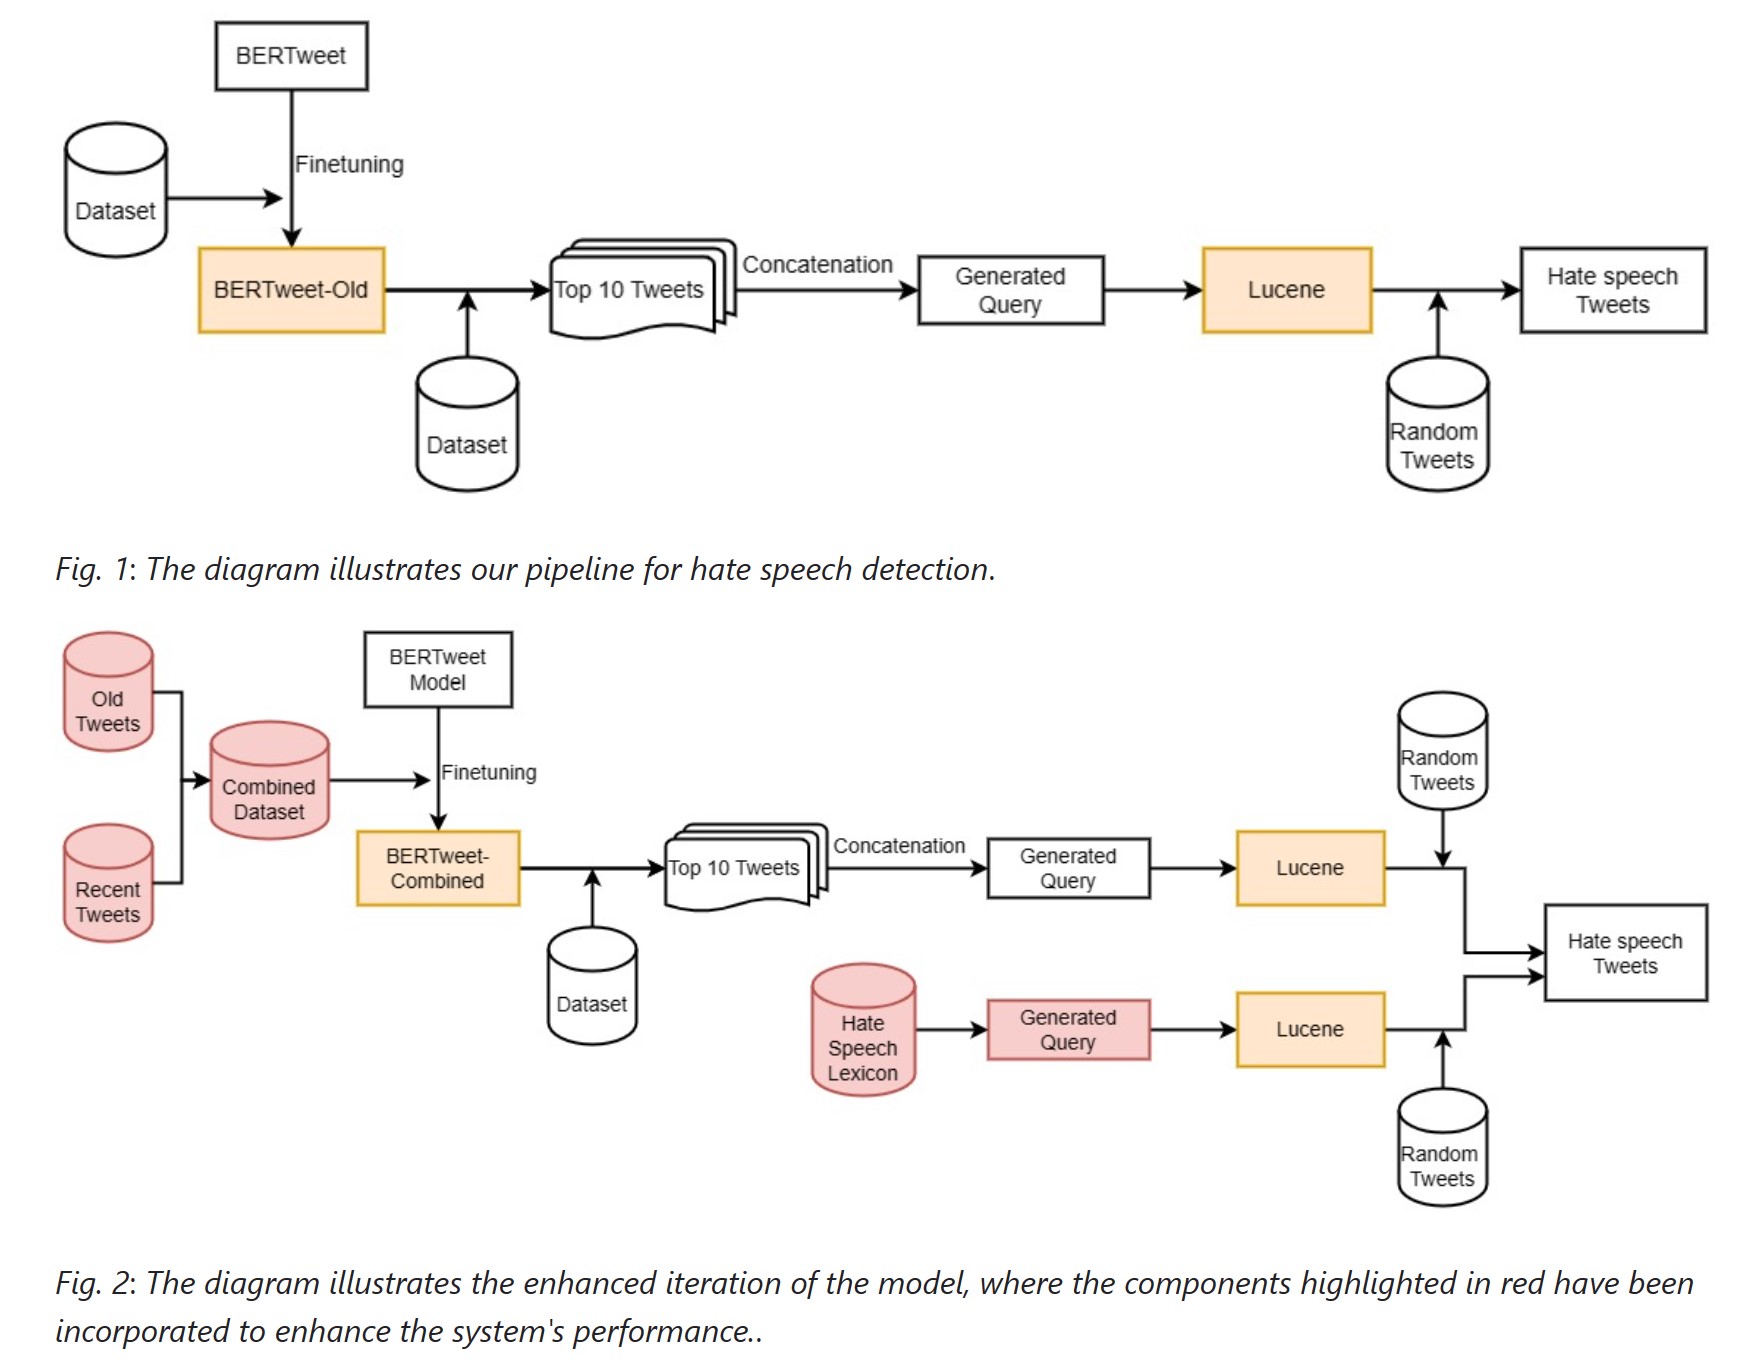 BERTweet
Finetuning
Dataset
BERTweet-Old
Top 10 Tweets
Concatenation
Generated
Query
Lucene
Hate speech
Tweets
Dataset
Random
Tweets
Fig. 1: The diagram illustrates our pipeline for hate speech detection.
Old
Tweets
Recent
Tweets
Combined
Dataset
BERTweet
Model
Finetuning
BERTweet-
Combined
Dataset
Top 10 Tweets
Concatenation
Generated
Query
Lucene
Random
Tweets
Hate
Speech
Lexicon
Generated
Query
Lucene
Random
Tweets
Hate speech
Tweets
Fig. 2: The diagram illustrates the enhanced iteration of the model, where the components highlighted in red have been
incorporated to enhance the system's performance..